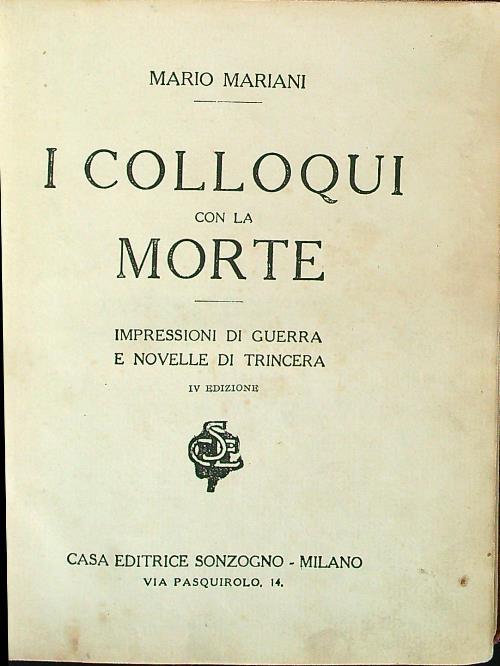 MARIO MARIANI
I COLLOQUI
CON LA
MORTE
IMPRESSIONI DI GUERRA
E NOVELLE DI TRINCERA
IV EDIZIONE
CSE
CASA EDITRICE SONZOGNO - MILANO
VIA PASQUIROLO, 14.